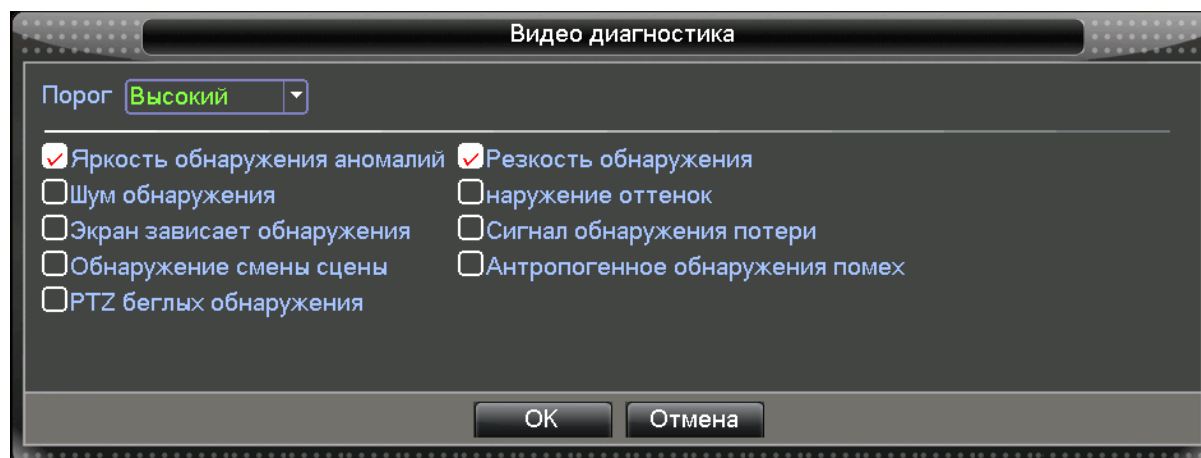 Видео диагностика
Порог Высокий
Яркость обнаружения аномалий Резкость обнаружения
Шум обнаружения наружение оттенок
Экран зависает обнаружения Сигнал обнаружения потери
Обнаружение смены сцены Антропогенное обнаружения помех
PTZ беглых обнаружения
OK Отмена